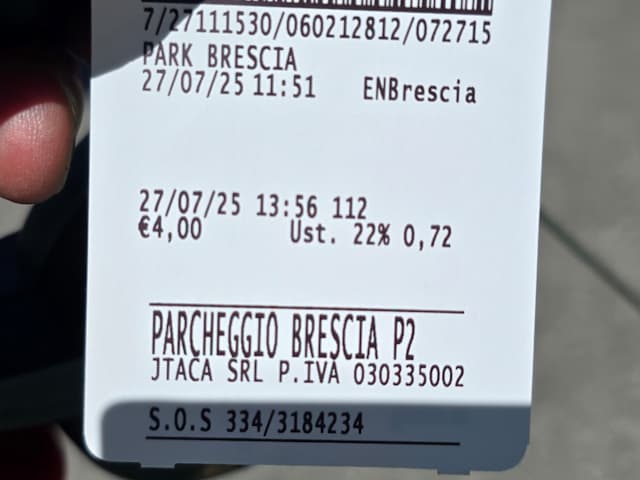 7/27111530/060212812/072715
PARK BRESCIA
27/07/25 11:51 ENBrescia
27/07/25 13:56 112
€4,00 Ust. 22% 0,72
PARCHEGGIO BRESCIA P2
JTACA SRL P.IVA 030335002
S.O.S 334/3184234